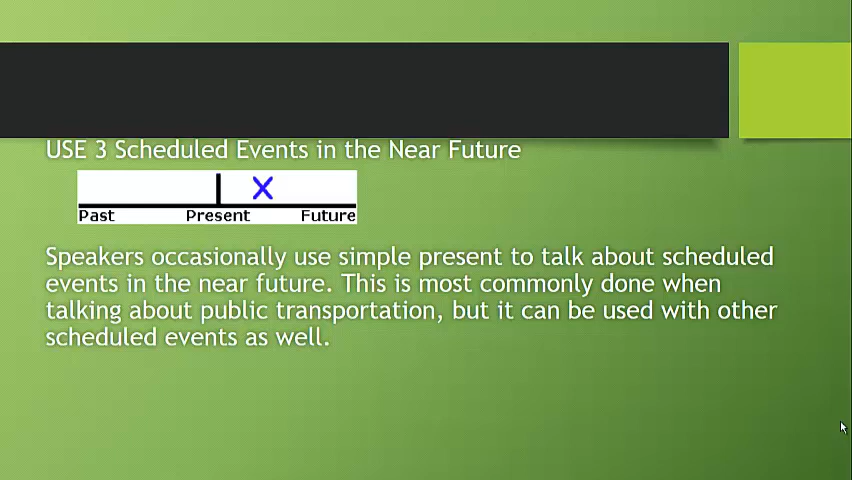 USE 3 Scheduled Events in the Near Future
Past Present Future
Speakers occasionally use simple present to talk about scheduled
events in the near future. This is most commonly done when
talking about public transportation, but it can be used with other
scheduled events as well.